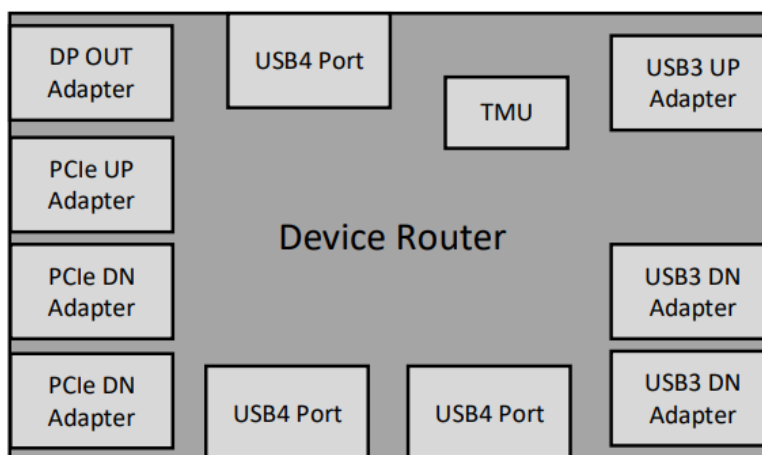 DP OUT
Adapter
USB4 Port
USB3 UP
Adapter
TMU
PCIe UP
Adapter
Device Router
PCIe DN
Adapter
USB3 DN
Adapter
PCIe DN
Adapter
USB4 Port
USB4 Port
USB3 DN
Adapter